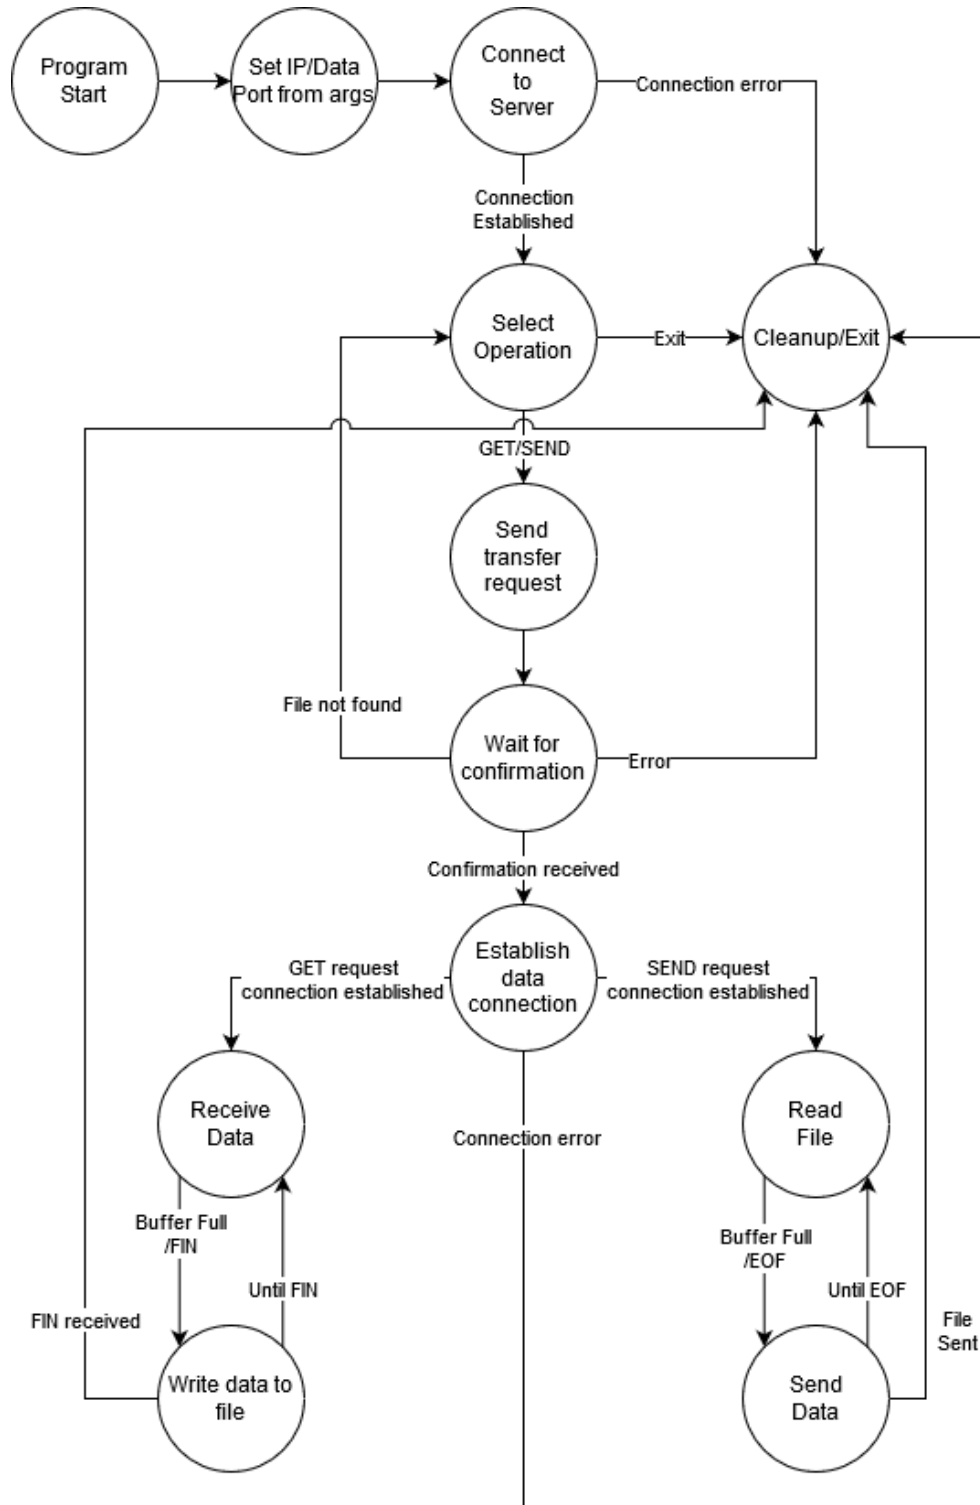 Program
Start
Set IP/Data
Port from args
Connect
to
Server
Connection error
Connection
Established
Select
Operation
Exit
Cleanup/Exit
GET/SEND
Send
transfer
request
File not found
Wait for
confirmation
Error
Confirmation received
Establish
data
connection
GET request
connection established
SEND request
connection established
Receive
Data
Connection error
Read
File
Buffer Full
/FIN
Until FIN
Buffer Full
/EOF
Until EOF
FIN received
File
Sent
Write data to
file
Send
Data